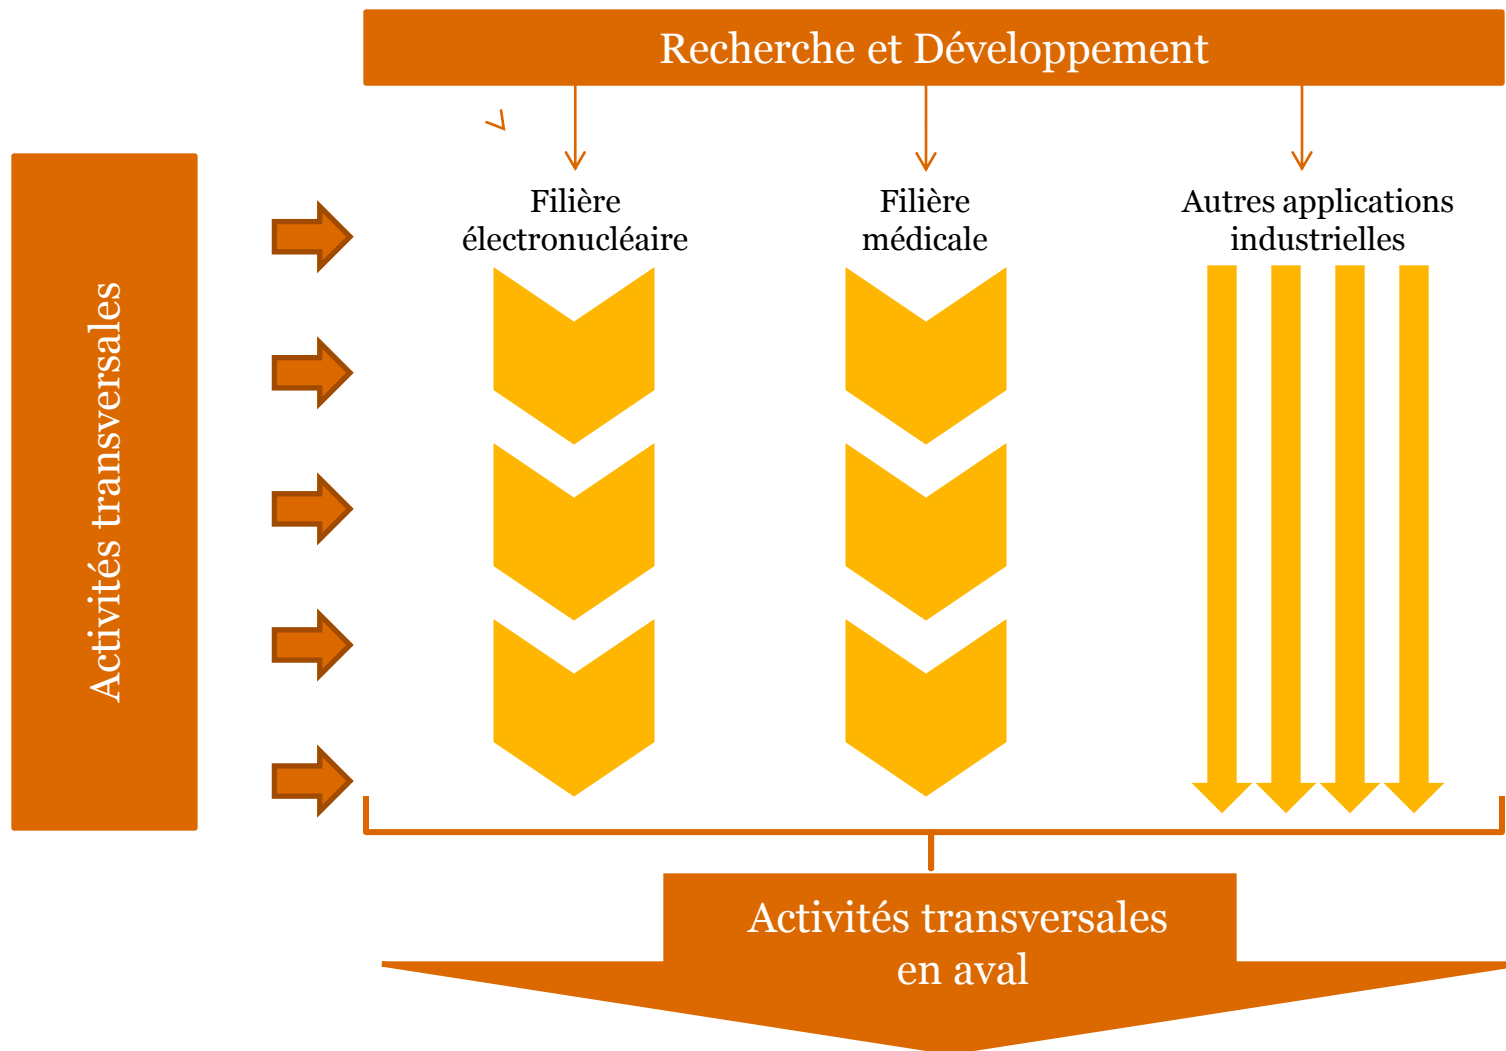 Recherche et Développement
Activités transversales
Filière
électronucléaire
Filière
médicale
Autres applications
industrielles
Activités transversales
en aval